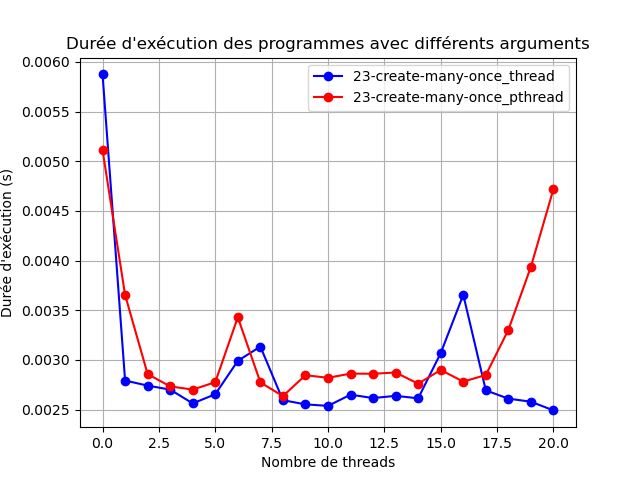 Durée d'exécution des programmes avec différents arguments
23-create-many-once_thread
23-create-many-once_pthread
Durée d'exécution (s)
0.0060
0.0055
0.0050
0.0045
0.0040
0.0035
0.0030
0.0025
0.0 2.5 5.0 7.5 10.0 12.5 15.0 17.5 20.0
Nombre de threads